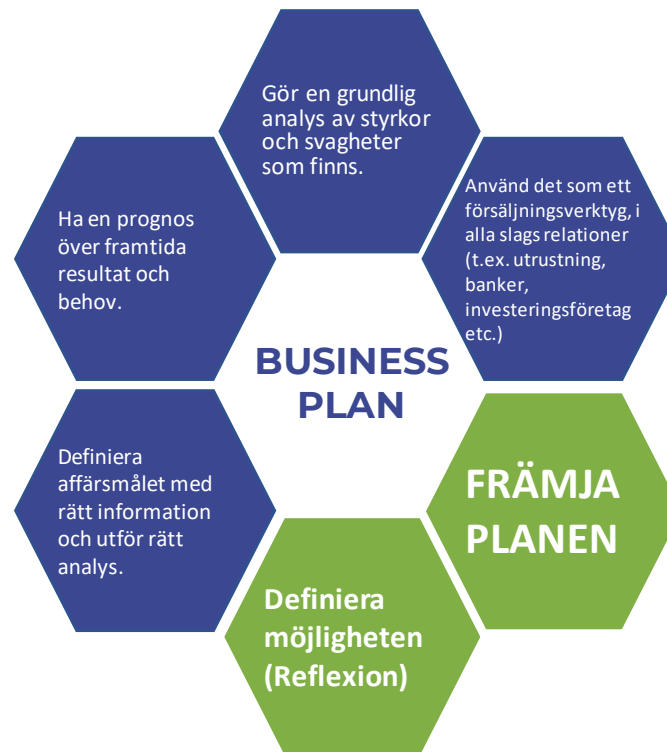 Gör en grundlig
analys av styrkor
och svagheter
som finns.
Använd det som ett
försäljningsverktyg, i
alla slags relationer
(t.ex. utrustning,
banker,
investeringsföretag
etc.)
Ha en prognos
över framtida
resultat och
behov.
BUSINESS
PLAN
Definiera
affärsmålet med
rätt information
och utför rätt
analys.
FRÄMJA
PLANEN
Definiera
möjligheten
(Reflexion)